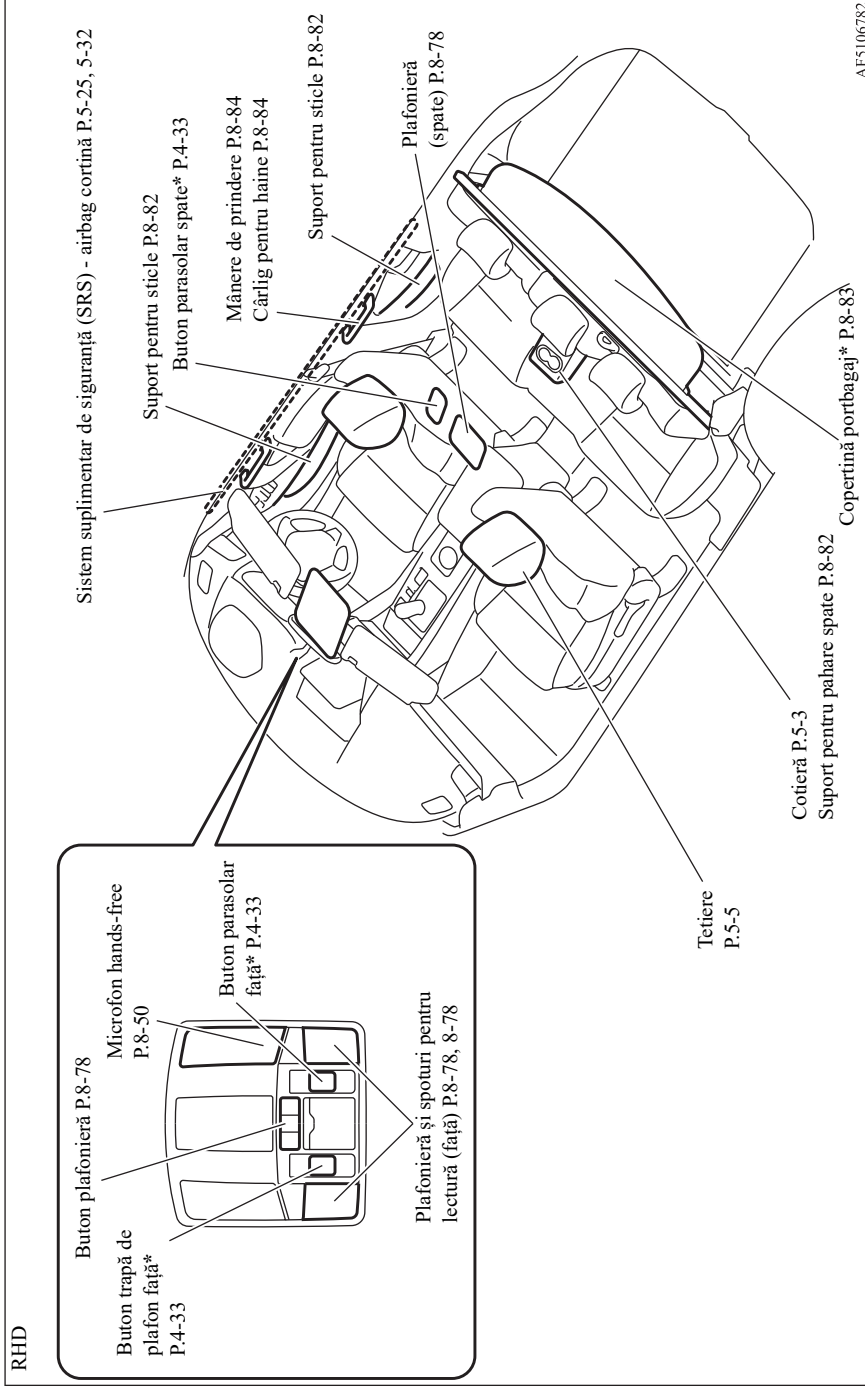 RHD
Sistem suplimentar de siguranță (SRS) - airbag cortină P.5-25, 5-32
Suport pentru sticle P.8-82
Buton parasolar spate* P.4-33
Mânere de prindere P.8-84
Cârlig pentru haine P.8-84
Suport pentru sticle P.8-82
Plafonieră
(spate) P.8-78
Buton plafonieră P.8-78
Microfon hands-free
P.8-50
Buton trapă de
plafon față*
P.4-33
Buton parasolar
față* P.4-33
Plafonieră și spoturi pentru
lectură (față) P.8-78, 8-78
Tetiere
P.5-5
Cotieră P.5-3
Suport pentru pahare spate P.8-82
Copertină portbagaj* P.8-83
AF5106782